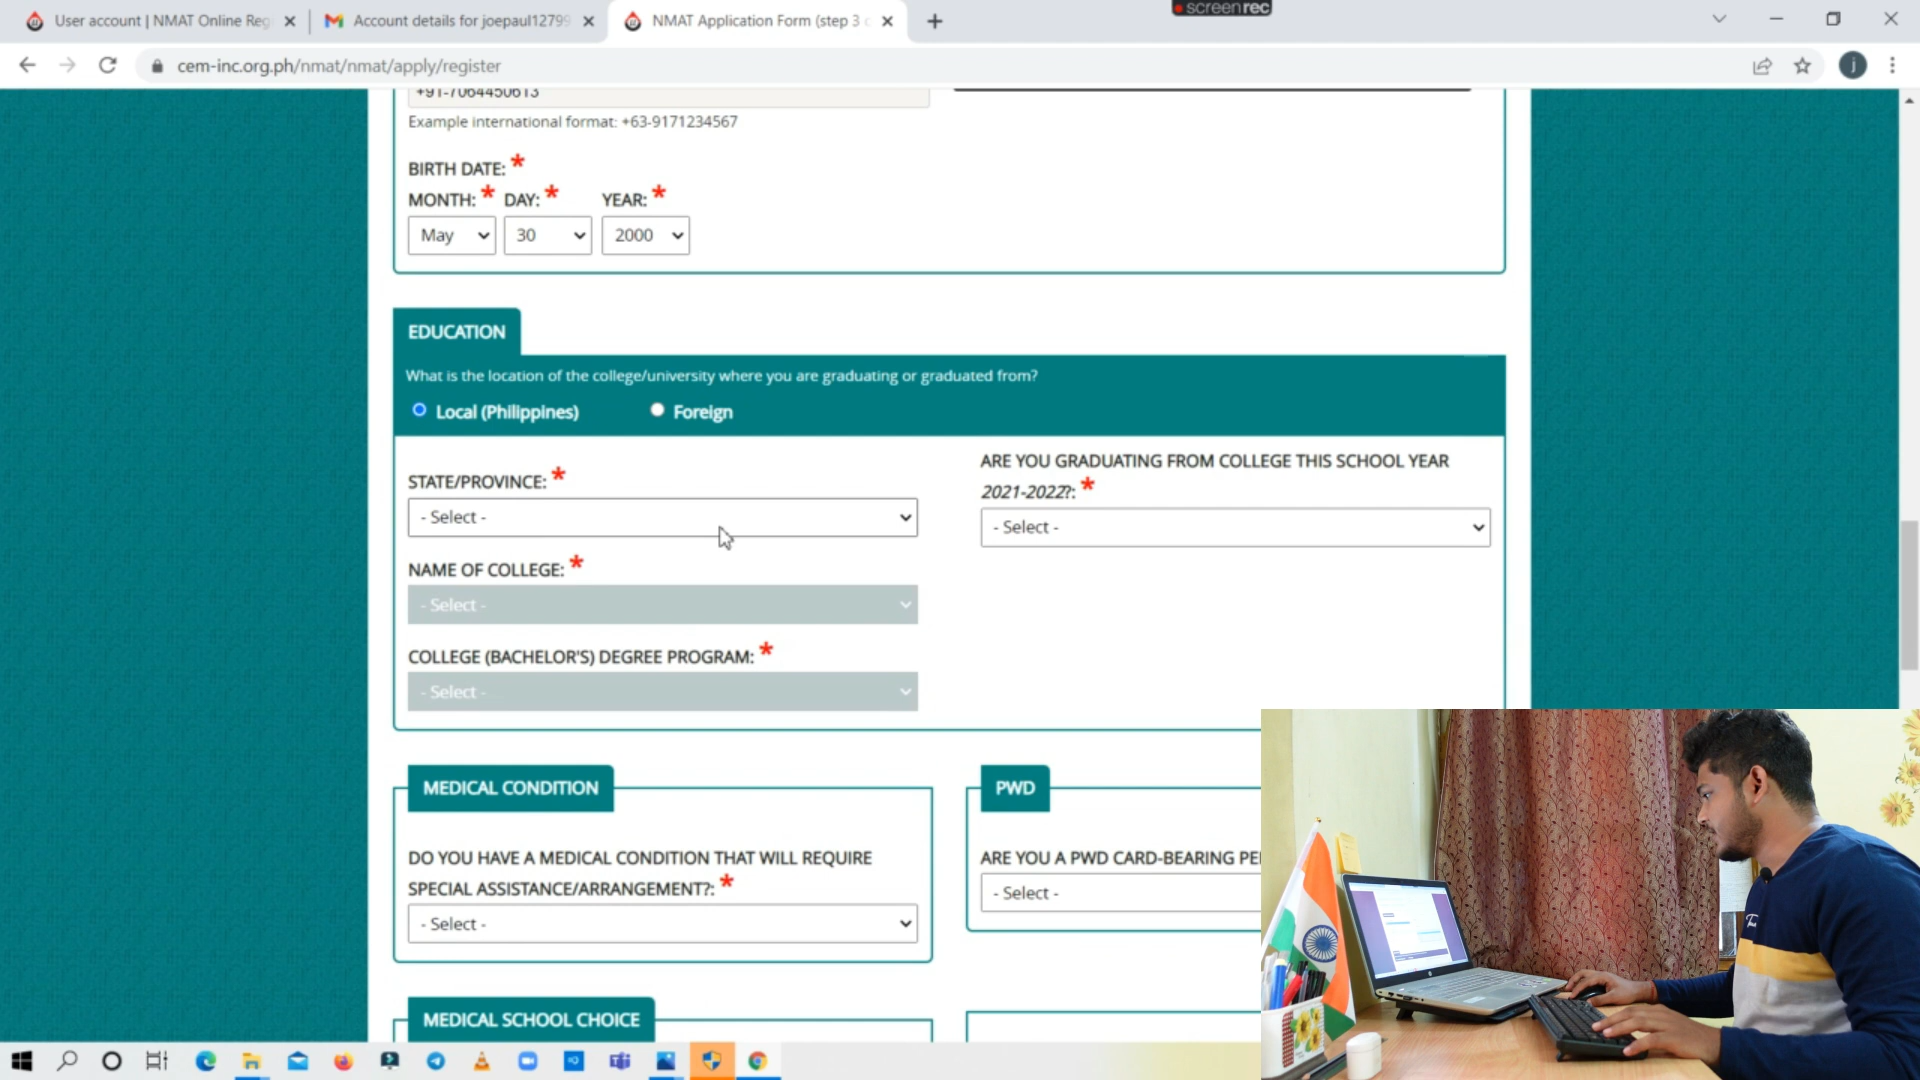 User account | NMAT Online Reg
Account details for joepaul12799
NMAT Application Form (step 3 o
screenrec
cem-inc.org.ph/nmat/nmat/apply/register
j
+91-7064450613
Example international format: +63-9171234567
BIRTH DATE: *
MONTH: * DAY: * YEAR: *
May 30 2000
EDUCATION
What is the location of the college/university where you are graduating or graduated from?
Local (Philippines) Foreign
STATE/PROVINCE: *
- Select -
ARE YOU GRADUATING FROM COLLEGE THIS SCHOOL YEAR
2021-2022?: *
- Select -
NAME OF COLLEGE: *
- Select -
COLLEGE (BACHELOR'S) DEGREE PROGRAM: *
- Select -
MEDICAL CONDITION
DO YOU HAVE A MEDICAL CONDITION THAT WILL REQUIRE
SPECIAL ASSISTANCE/ARRANGEMENT?: *
- Select -
PWD
ARE YOU A PWD CARD-BEARING PE
- Select -
MEDICAL SCHOOL CHOICE